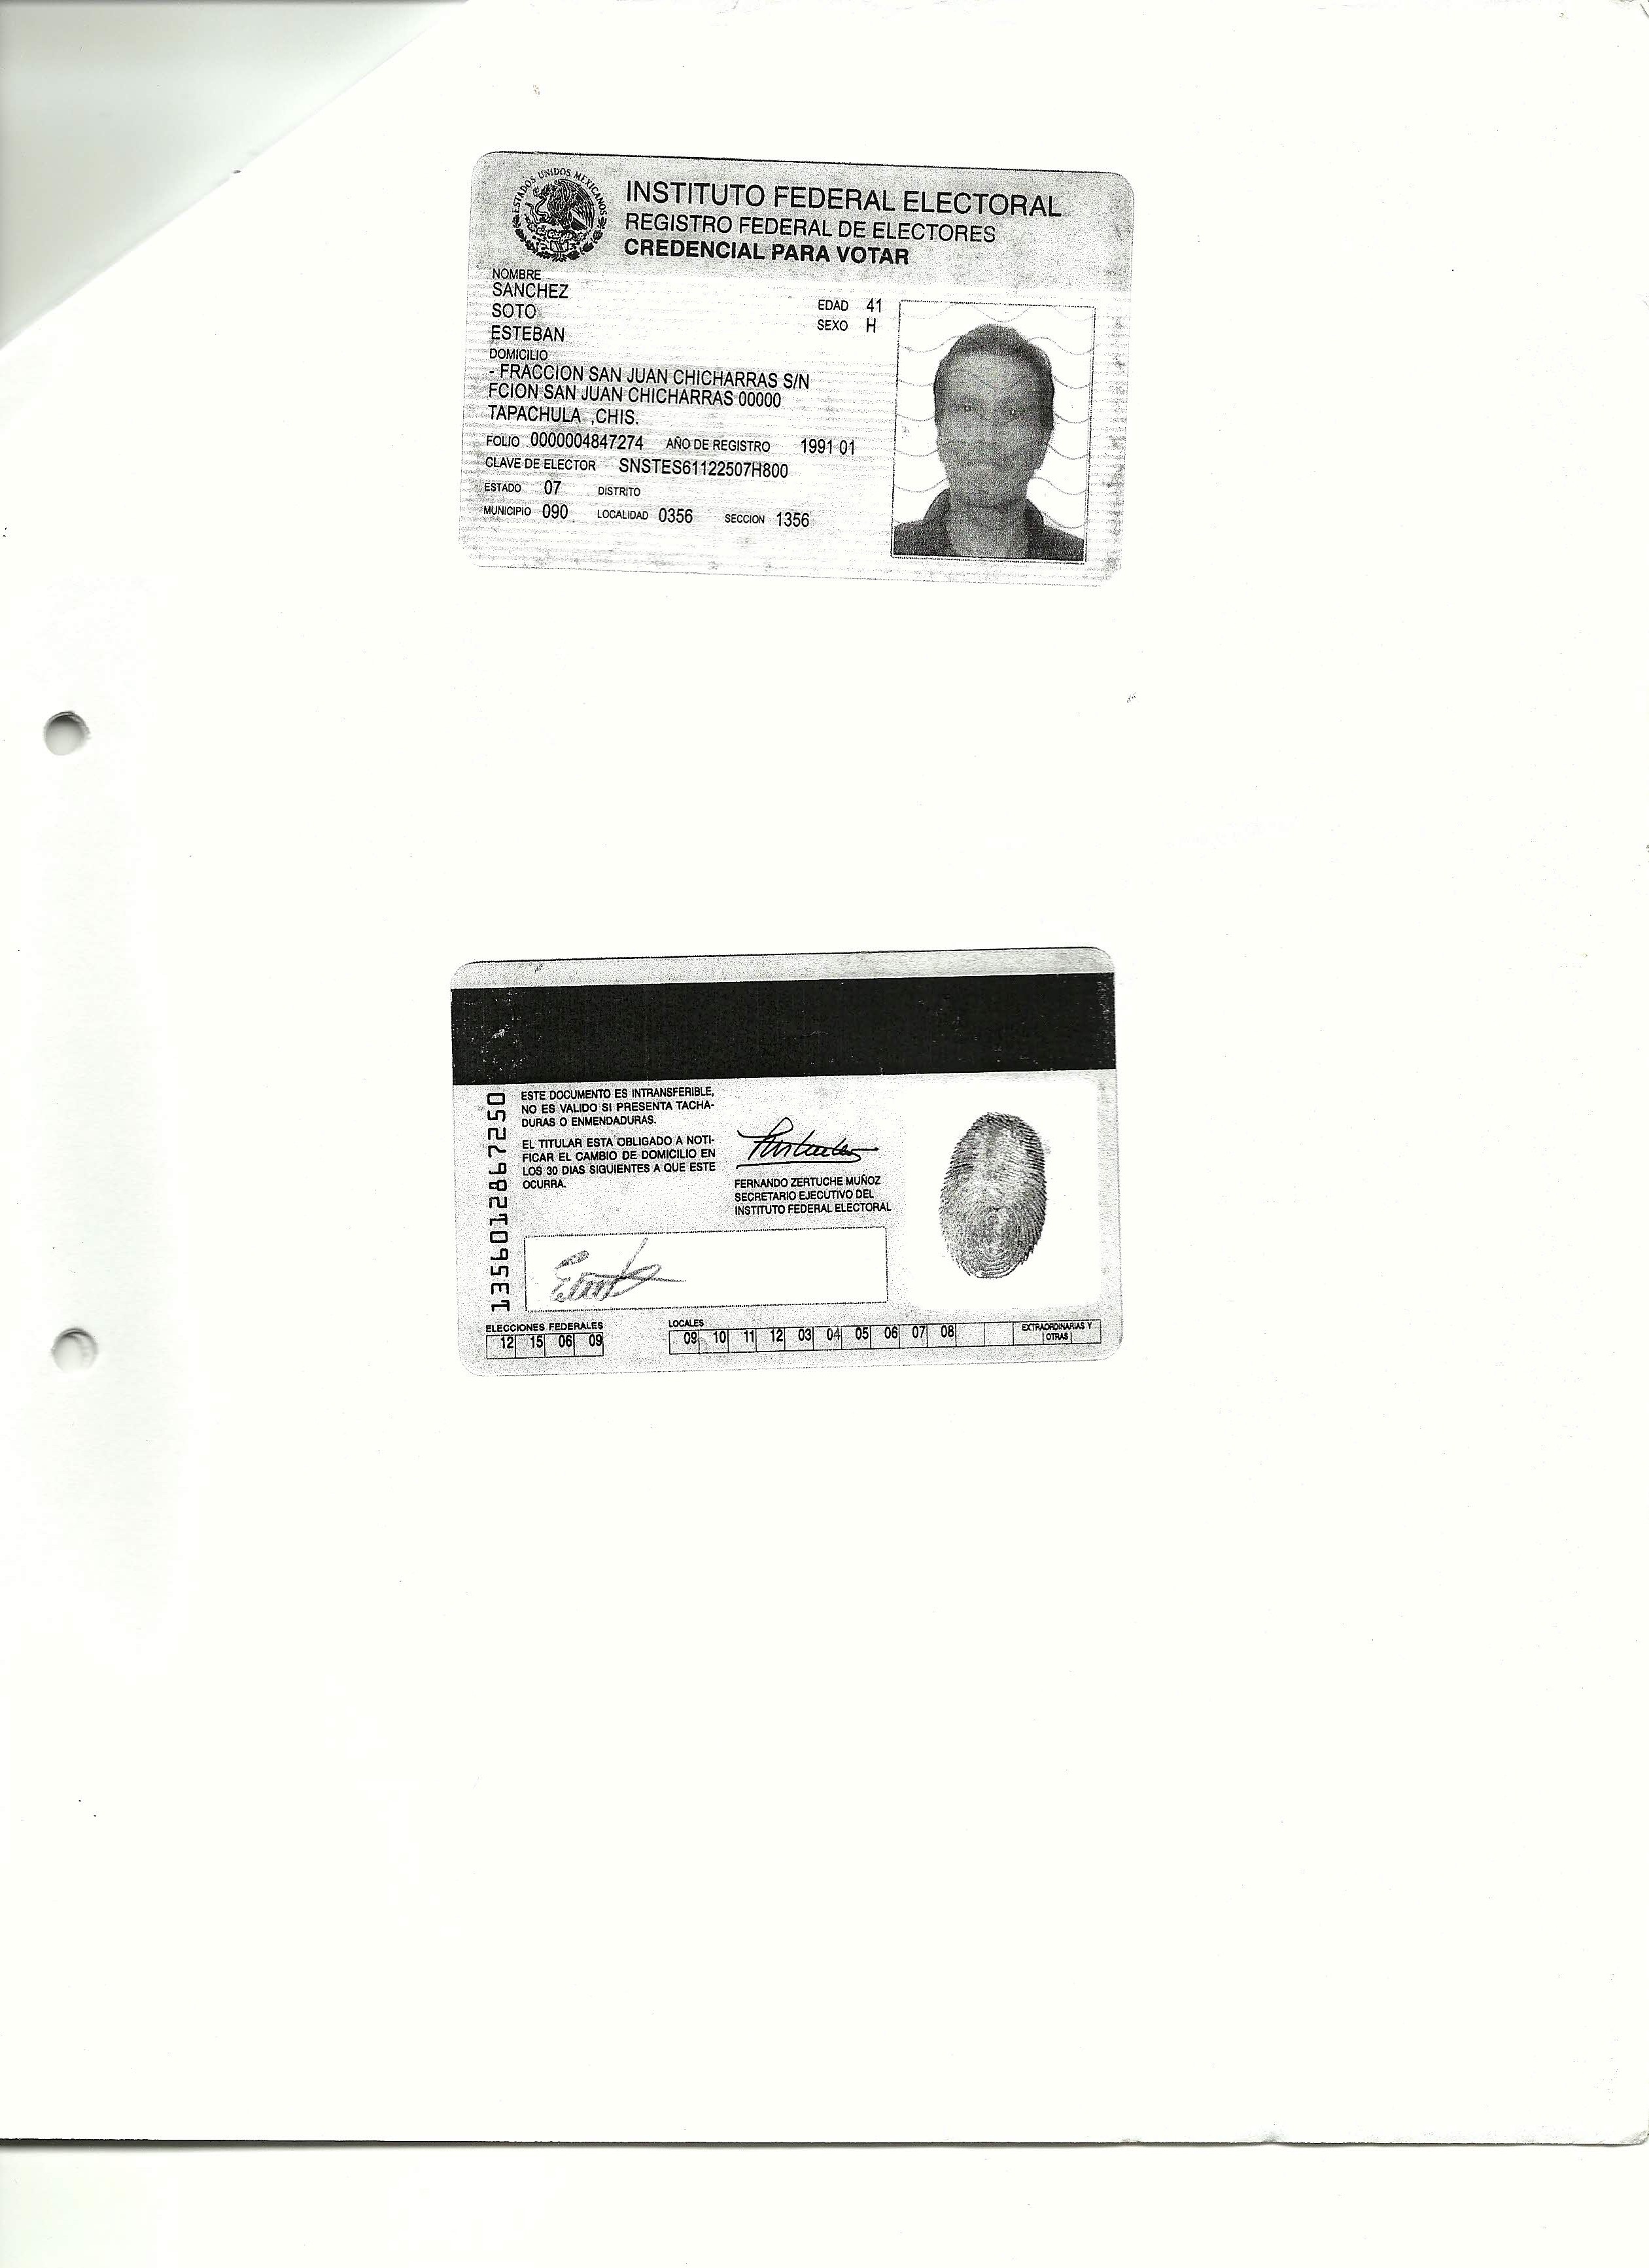 ESTADOS UNIDOS MEXICANOS
INSTITUTO FEDERAL ELECTORAL
REGISTRO FEDERAL DE ELECTORES
CREDENCIAL PARA VOTAR
NOMBRE
SANCHEZ
SOTO
ESTEBAN
EDAD 41
SEXO H
DOMICILIO
- FRACCION SAN JUAN CHICHARRAS S/N
FCION SAN JUAN CHICHARRAS 00000
TAPACHULA ,CHIS.
FOLIO 0000004847274 AÑO DE REGISTRO 1991 01
CLAVE DE ELECTOR SNSTES61122507H800
ESTADO 07 DISTRITO
MUNICIPIO 090 LOCALIDAD 0356 SECCION 1356
1356012867250
ESTE DOCUMENTO ES INTRANSFERIBLE,
NO ES VALIDO SI PRESENTA TACHA-
DURAS O ENMENDADURAS.
EL TITULAR ESTA OBLIGADO A NOTI-
FICAR EL CAMBIO DE DOMICILIO EN
LOS 30 DIAS SIGUIENTES A QUE ESTE
OCURRA.
FERNANDO ZERTUCHE MUÑOZ
SECRETARIO EJECUTIVO DEL
INSTITUTO FEDERAL ELECTORAL
ELECCIONES FEDERALES
12 15 06 09
LOCALES
09 10 11 12 03 04 05 06 07 08
EXTRAORDINARIAS Y
OTRAS